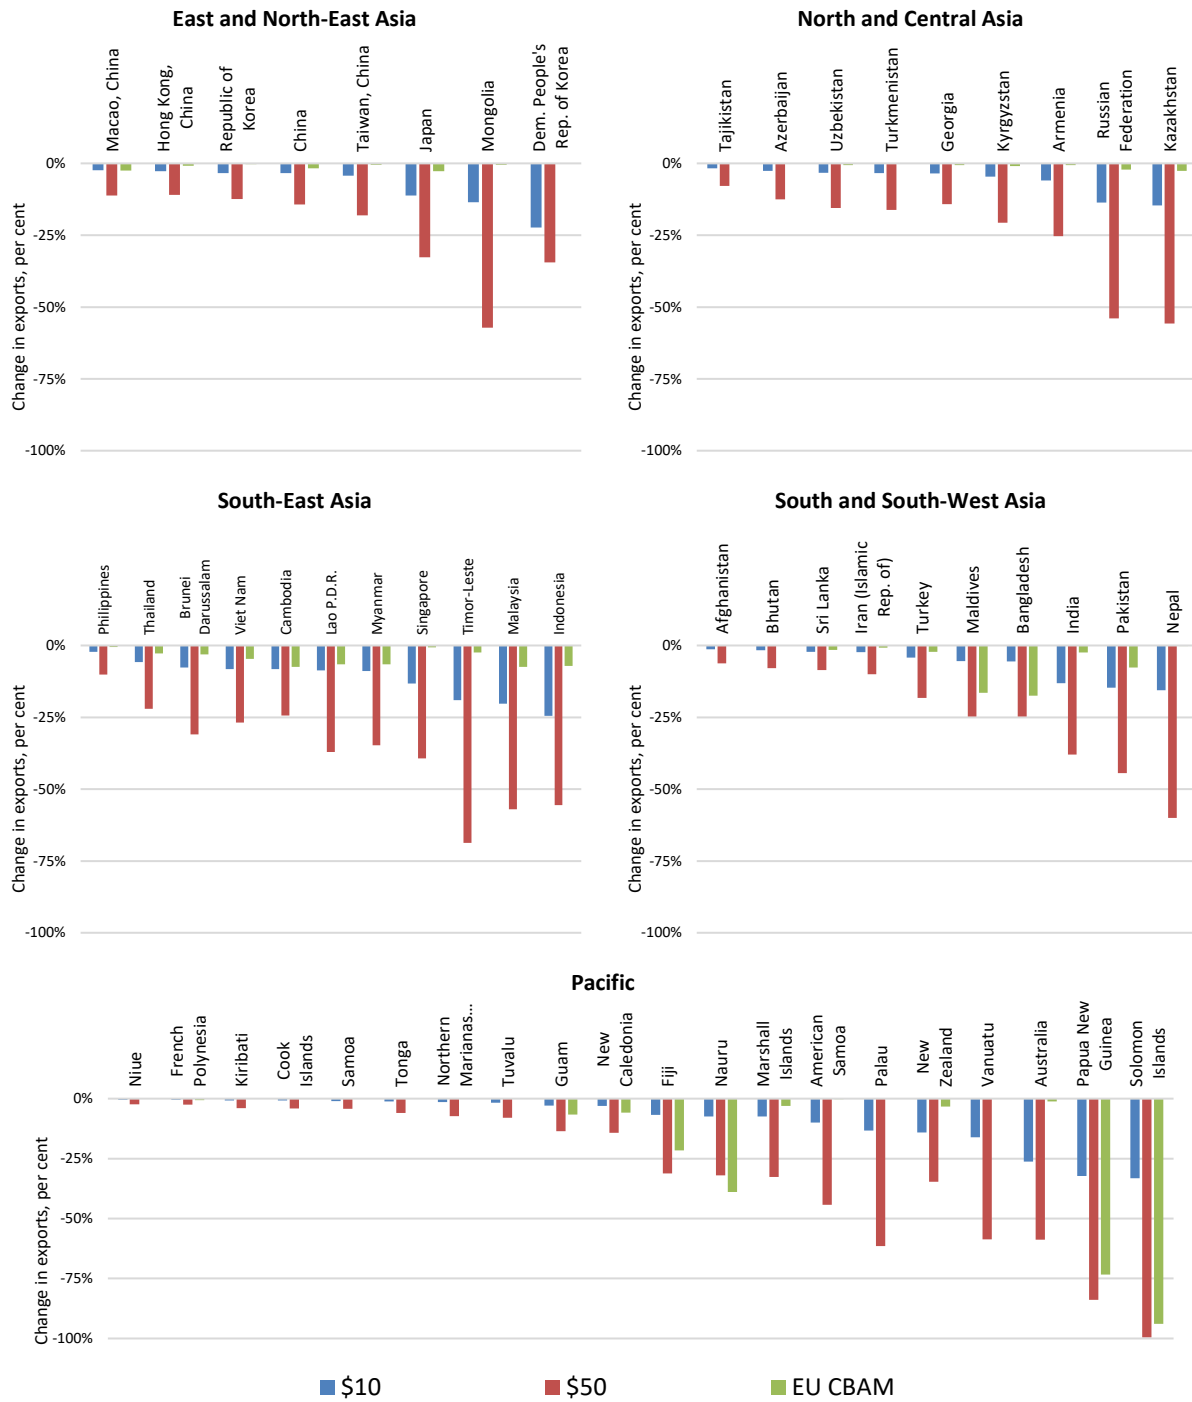 East and North-East Asia
Macao, China
Hong Kong,
China
Republic of
Korea
China
Taiwan, China
Japan
Mongolia
Dem. People's
Rep. of Korea
0%
-25%
-50%
-75%
-100%
Change in exports, per cent
North and Central Asia
Tajikistan
Azerbaijan
Uzbekistan
Turkmenistan
Georgia
Kyrgyzstan
Armenia
Russian
Federation
Kazakhstan
0%
-25%
-50%
-75%
-100%
Change in exports, per cent
South-East Asia
Philippines
Thailand
Brunei
Darussalam
Viet Nam
Cambodia
Lao P.D.R.
Myanmar
Singapore
Timor-Leste
Malaysia
Indonesia
0%
-25%
-50%
-75%
-100%
Change in exports, per cent
South and South-West Asia
Afghanistan
Bhutan
Sri Lanka
Iran (Islamic
Rep. of)
Turkey
Maldives
Bangladesh
India
Pakistan
Nepal
0%
-25%
-50%
-75%
-100%
Change in exports, per cent
Pacific
Niue
French
Polynesia
Kiribati
Cook
Islands
Samoa
Tonga
Northern
Marianas...
Tuvalu
Guam
New
Caledonia
Fiji
Nauru
Marshall
Islands
American
Samoa
Palau
New
Zealand
Vanuatu
Australia
Papua New
Guinea
Solomon
Islands
0%
-25%
-50%
-75%
-100%
Change in exports, per cent
$10
$50
EU CBAM